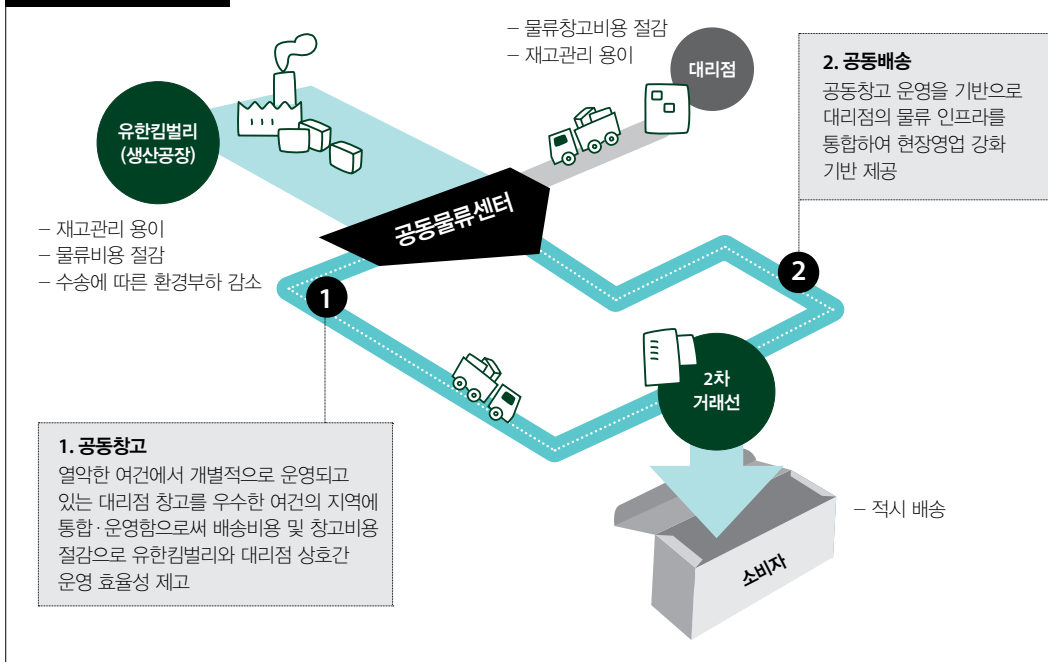 – 물류창고비용 절감
– 재고관리 용이
대리점
2. 공동배송
공동창고 운영을 기반으로
대리점의 물류 인프라를
통합하여 현장영업 강화
기반 제공
유한킴벌리
(생산공장)
– 재고관리 용이
– 물류비용 절감
– 수송에 따른 환경부하 감소
공동물류센터
1
2
2차
거래선
1. 공동창고
열악한 여건에서 개별적으로 운영되고
있는 대리점 창고를 우수한 여건의 지역에
통합·운영함으로써 배송비용 및 창고비용
절감으로 유한킴벌리와 대리점 상호간
운영 효율성 제고
– 적시 배송
소비자